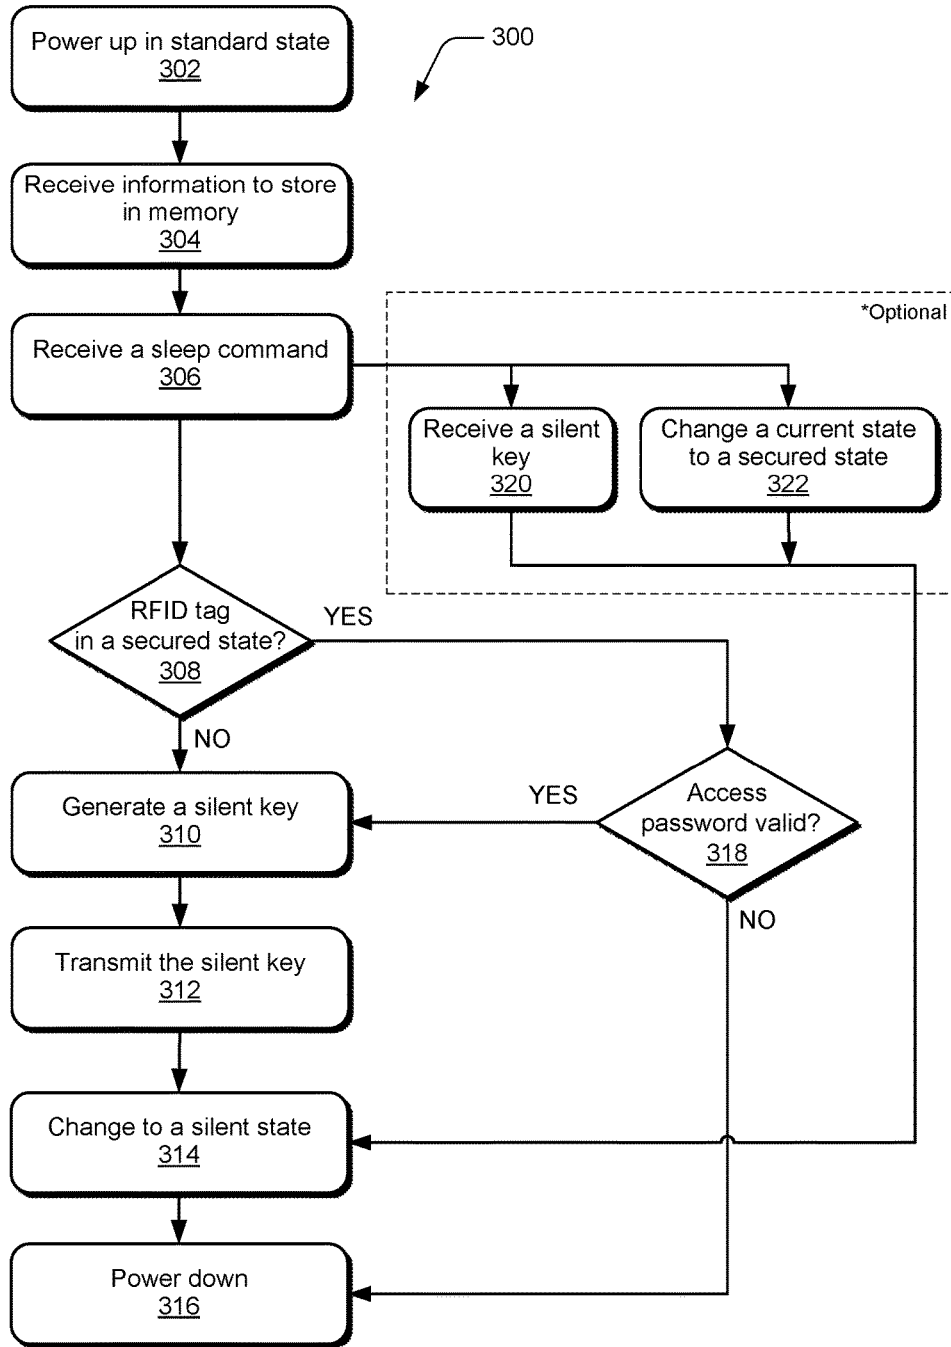 Power up in standard state
302
300
Receive information to store
in memory
304
*Optional
Receive a sleep command
306
Receive a silent
key
320
Change a current state
to a secured state
322
RFID tag
in a secured state?
308
YES
NO
Generate a silent key
310
YES
Access
password valid?
318
NO
Transmit the silent key
312
Change to a silent state
314
Power down
316